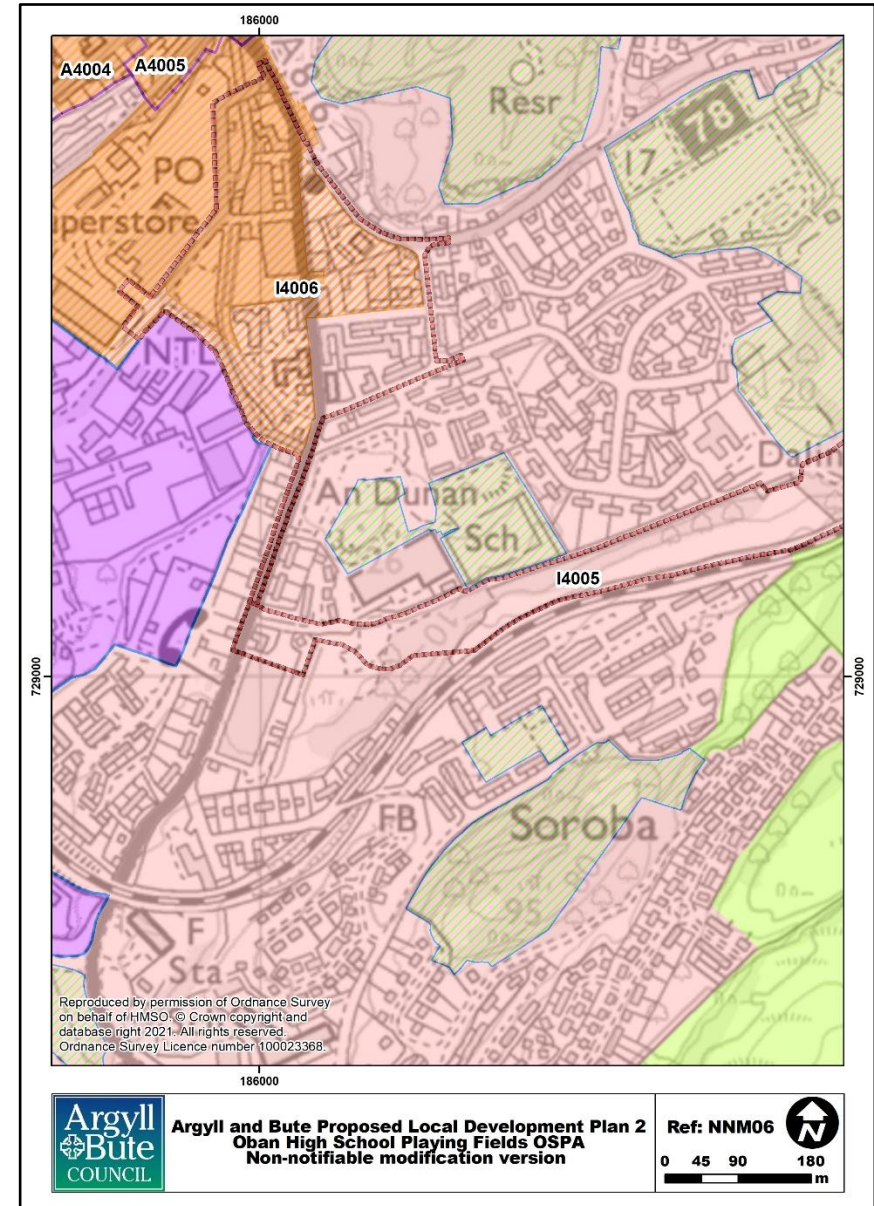 186000
A4004
A4005
Resr
78
17
PO
I4006
An Dunan
Sch
I4005
729000
729000
FB
Soroba
95
F
Sta
Reproduced by permission of Ordnance Survey
on behalf of HMSO. © Crown copyright and
database right 2021. All rights reserved.
Ordnance Survey Licence number 100023368.
186000
Argyll
&Bute
COUNCIL
Argyll and Bute Proposed Local Development Plan 2
Oban High School Playing Fields OSPA
Non-notifiable modification version
Ref: NNM06
N
0 45 90 180
m